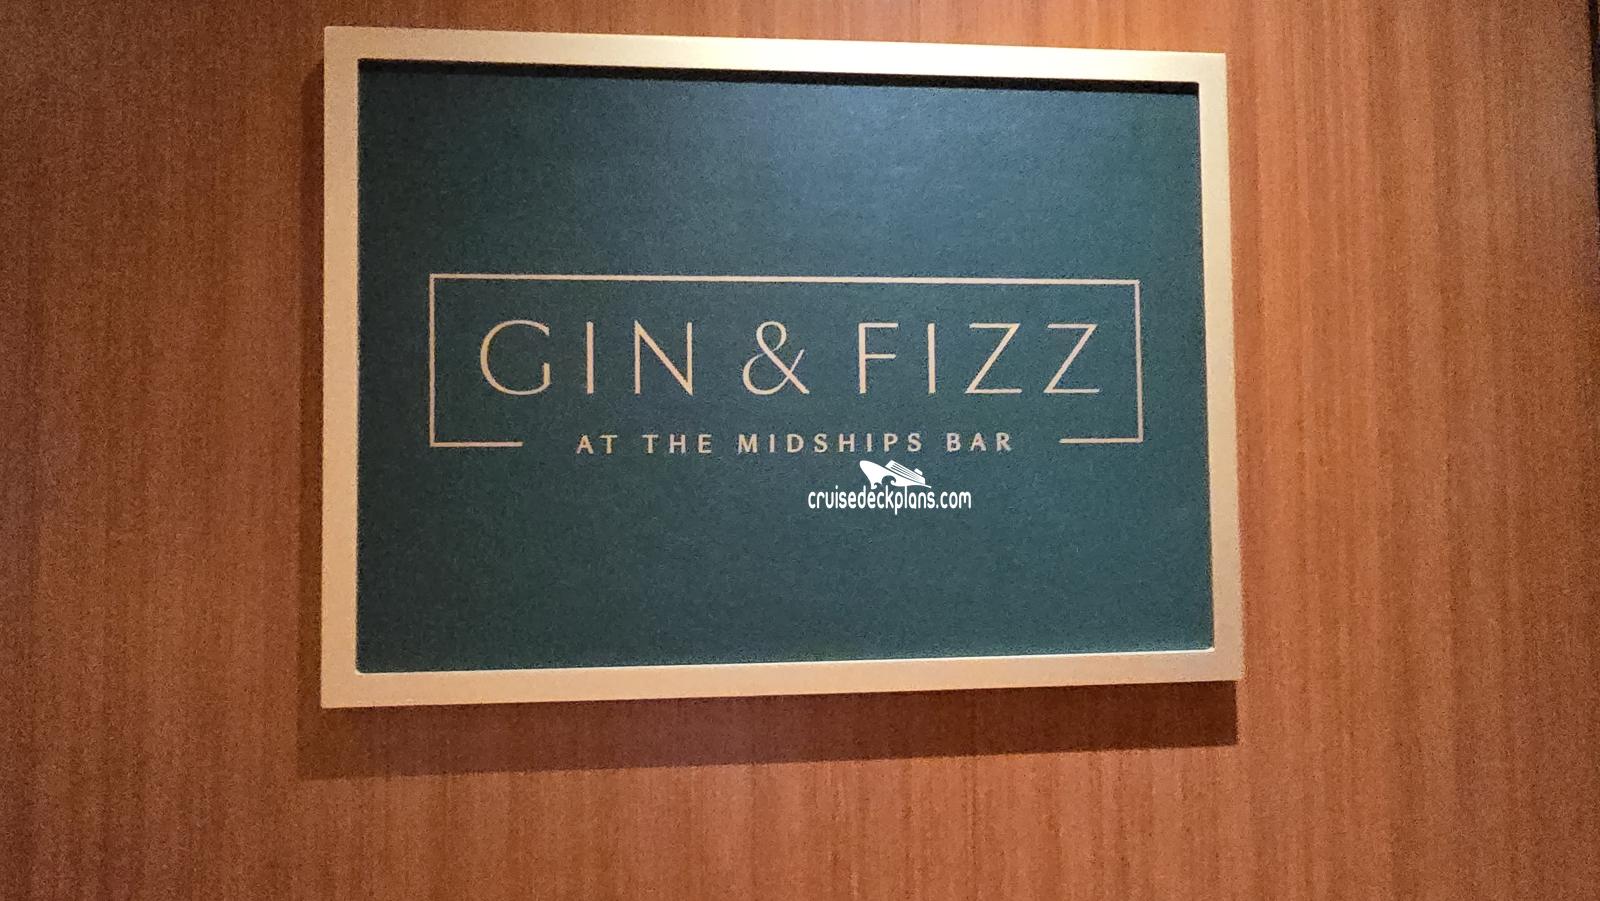 GIN & FIZZ
AT THE MIDSHIPS BAR
cruisedeckplans.com